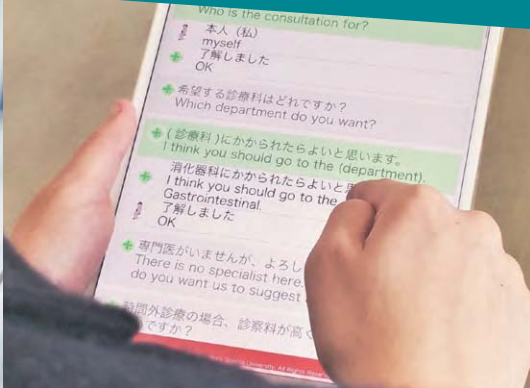 Who is the consultation for?
本人（私）
myself
了解しました
OK
希望する診療科はどれですか？
Which department do you want?
( 診療科 )にかかられたらよいと思います。
I think you should go to the (department).
消化器科にかかられたらよいと
I think you should go to the
Gastrointestinal.
了解しました
OK
専門医がいませんが、よろし
There is no specialist here.
do you want us to suggest
時間外診療の場合、診察料が高く
ですか？
University. All Rights